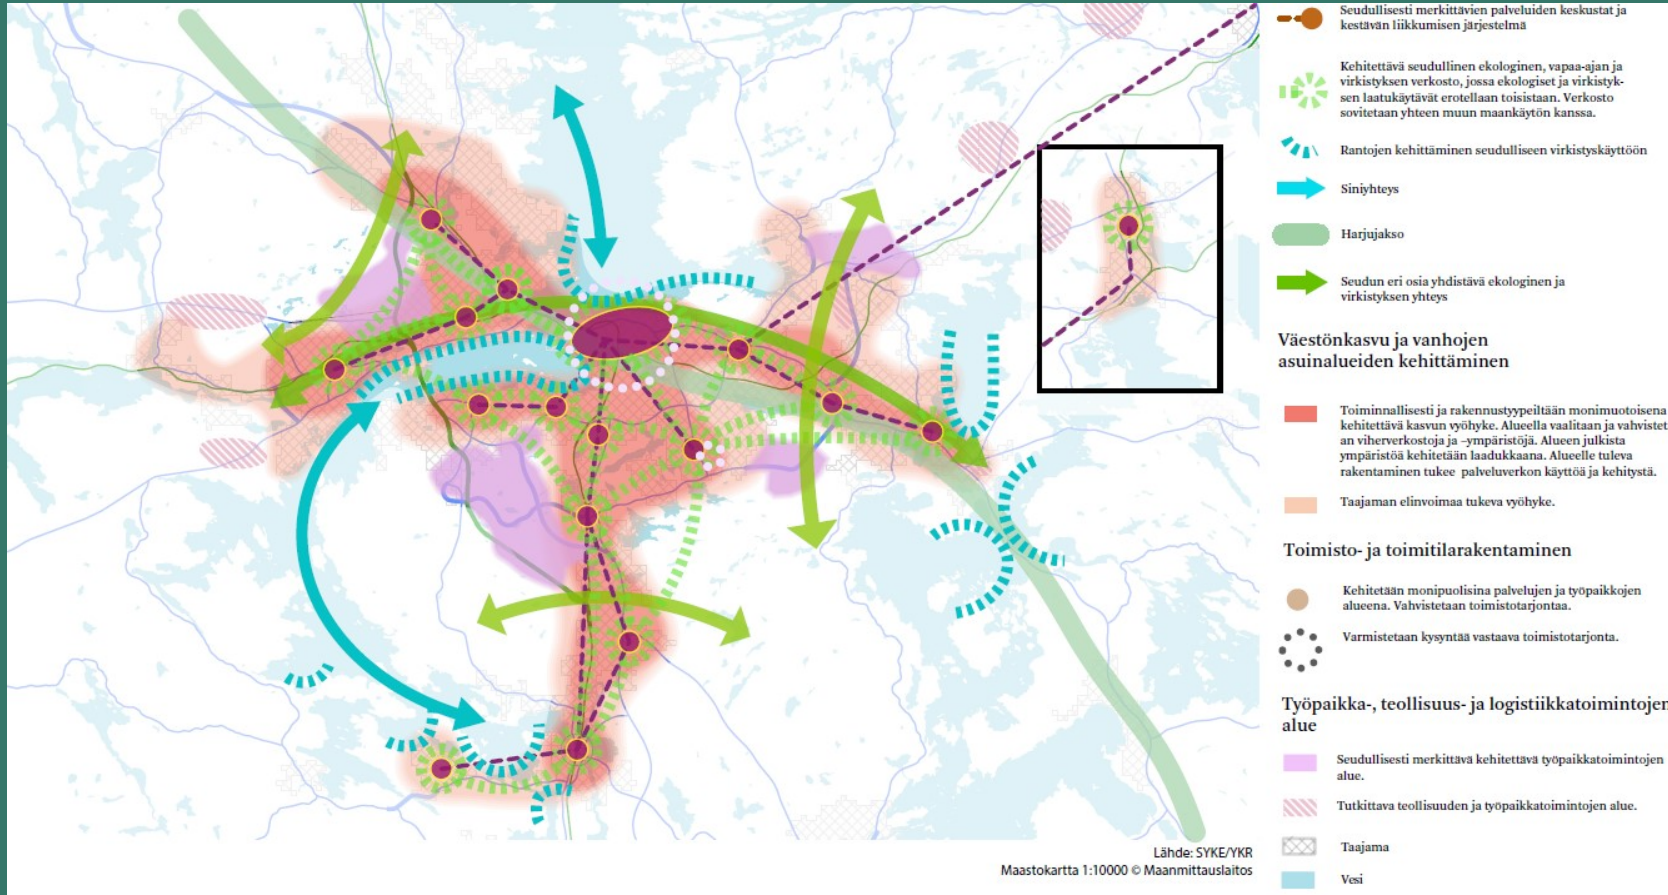 Seudullisesti merkittävien palveluiden keskustat ja
kestävän liikkumisen järjestelmä
Kehitettävä seudullinen ekologinen, vapaa-ajan ja
virkistyksen verkosto, jossa ekologiset ja virkistyk-
sen laatukäytävät erotellaan toisistaan. Verkosto
sovitetaan yhteen muun maankäytön kanssa.
Rantojen kehittäminen seudulliseen virkistyskäyttöön
Siniyhteys
Harjujakso
Seudun eri osia yhdistävä ekologinen ja
virkistyksen yhteys
Väestönkasvu ja vanhojen
asuinalueiden kehittäminen
Toiminnallisesti ja rakennustyypeiltään monimuotoisena
kehitettävä kasvun vyöhyke. Alueella vaalitaan ja vahvistet
an viherverkostoja ja –ympäristöjä. Alueen julkista
ympäristöä kehitetään laadukkaana. Alueelle tuleva
rakentaminen tukee palveluverkon käyttöä ja kehitystä.
Taajaman elinvoimaa tukeva vyöhyke.
Toimisto- ja toimitilarakentaminen
Kehitetään monipuolisina palvelujen ja työpaikkojen
alueena. Vahvistetaan toimistotarjontaa.
Varmistetaan kysyntää vastaava toimistotarjonta.
Työpaikka-, teollisuus- ja logistiikkatoimintojen
alue
Seudullisesti merkittävä kehitettävä työpaikkatoimintojen
alue.
Tutkittava teollisuuden ja työpaikkatoimintojen alue.
Taajama
Vesi
Lähde: SYKE/YKR
Maastokartta 1:10000 © Maanmittauslaitos